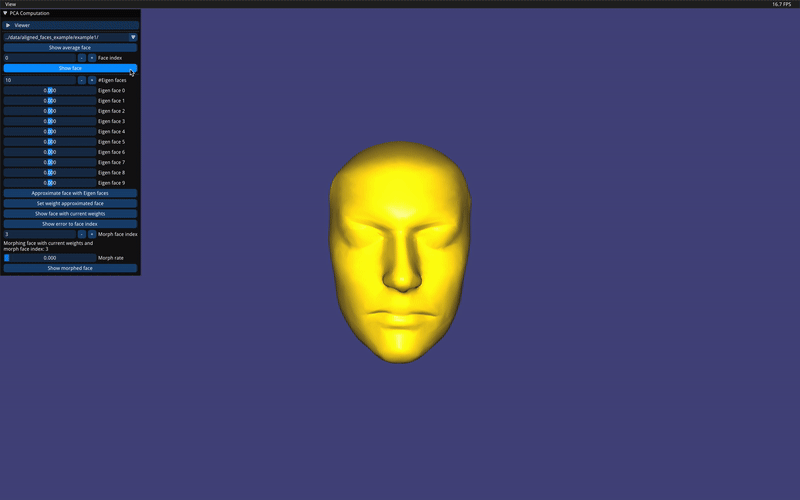 View
16.7 FPS
PCA Computation
Viewer
../data/aligned_faces_example/example1/
Show average face
0 - + Face index
Show face
10 - + #Eigen faces
0.000 Eigen face 0
0.000 Eigen face 1
0.000 Eigen face 2
0.000 Eigen face 3
0.000 Eigen face 4
0.000 Eigen face 5
0.000 Eigen face 6
0.000 Eigen face 7
0.000 Eigen face 8
0.000 Eigen face 9
Approximate face with Eigen faces
Set weight approximated face
Show face with current weights
Show error to face index
3 - + Morph face index
Morphing face with current weights and
morph face index: 3
0.000 Morph rate
Show morphed face